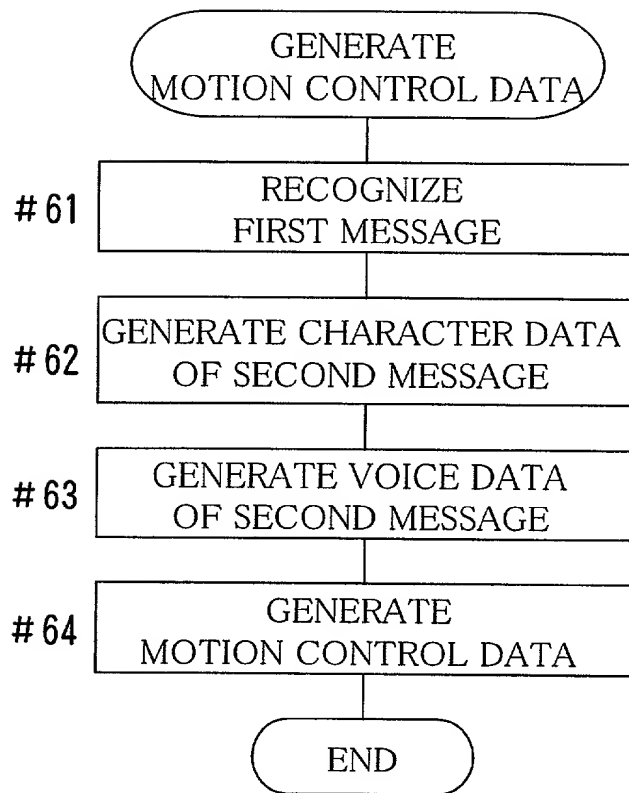 GENERATE
MOTION CONTROL DATA
#61
RECOGNIZE
FIRST MESSAGE
#62
GENERATE CHARACTER DATA
OF SECOND MESSAGE
#63
GENERATE VOICE DATA
OF SECOND MESSAGE
#64
GENERATE
MOTION CONTROL DATA
END